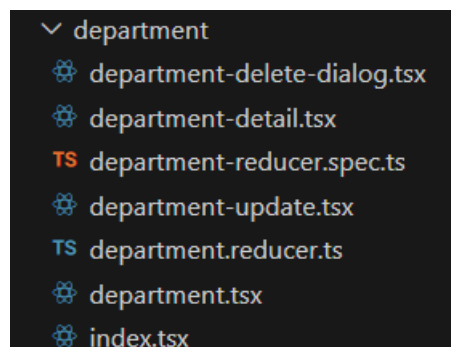 department
department-delete-dialog.tsx
department-detail.tsx
TS department-reducer.spec.ts
department-update.tsx
TS department.reducer.ts
department.tsx
index.tsx